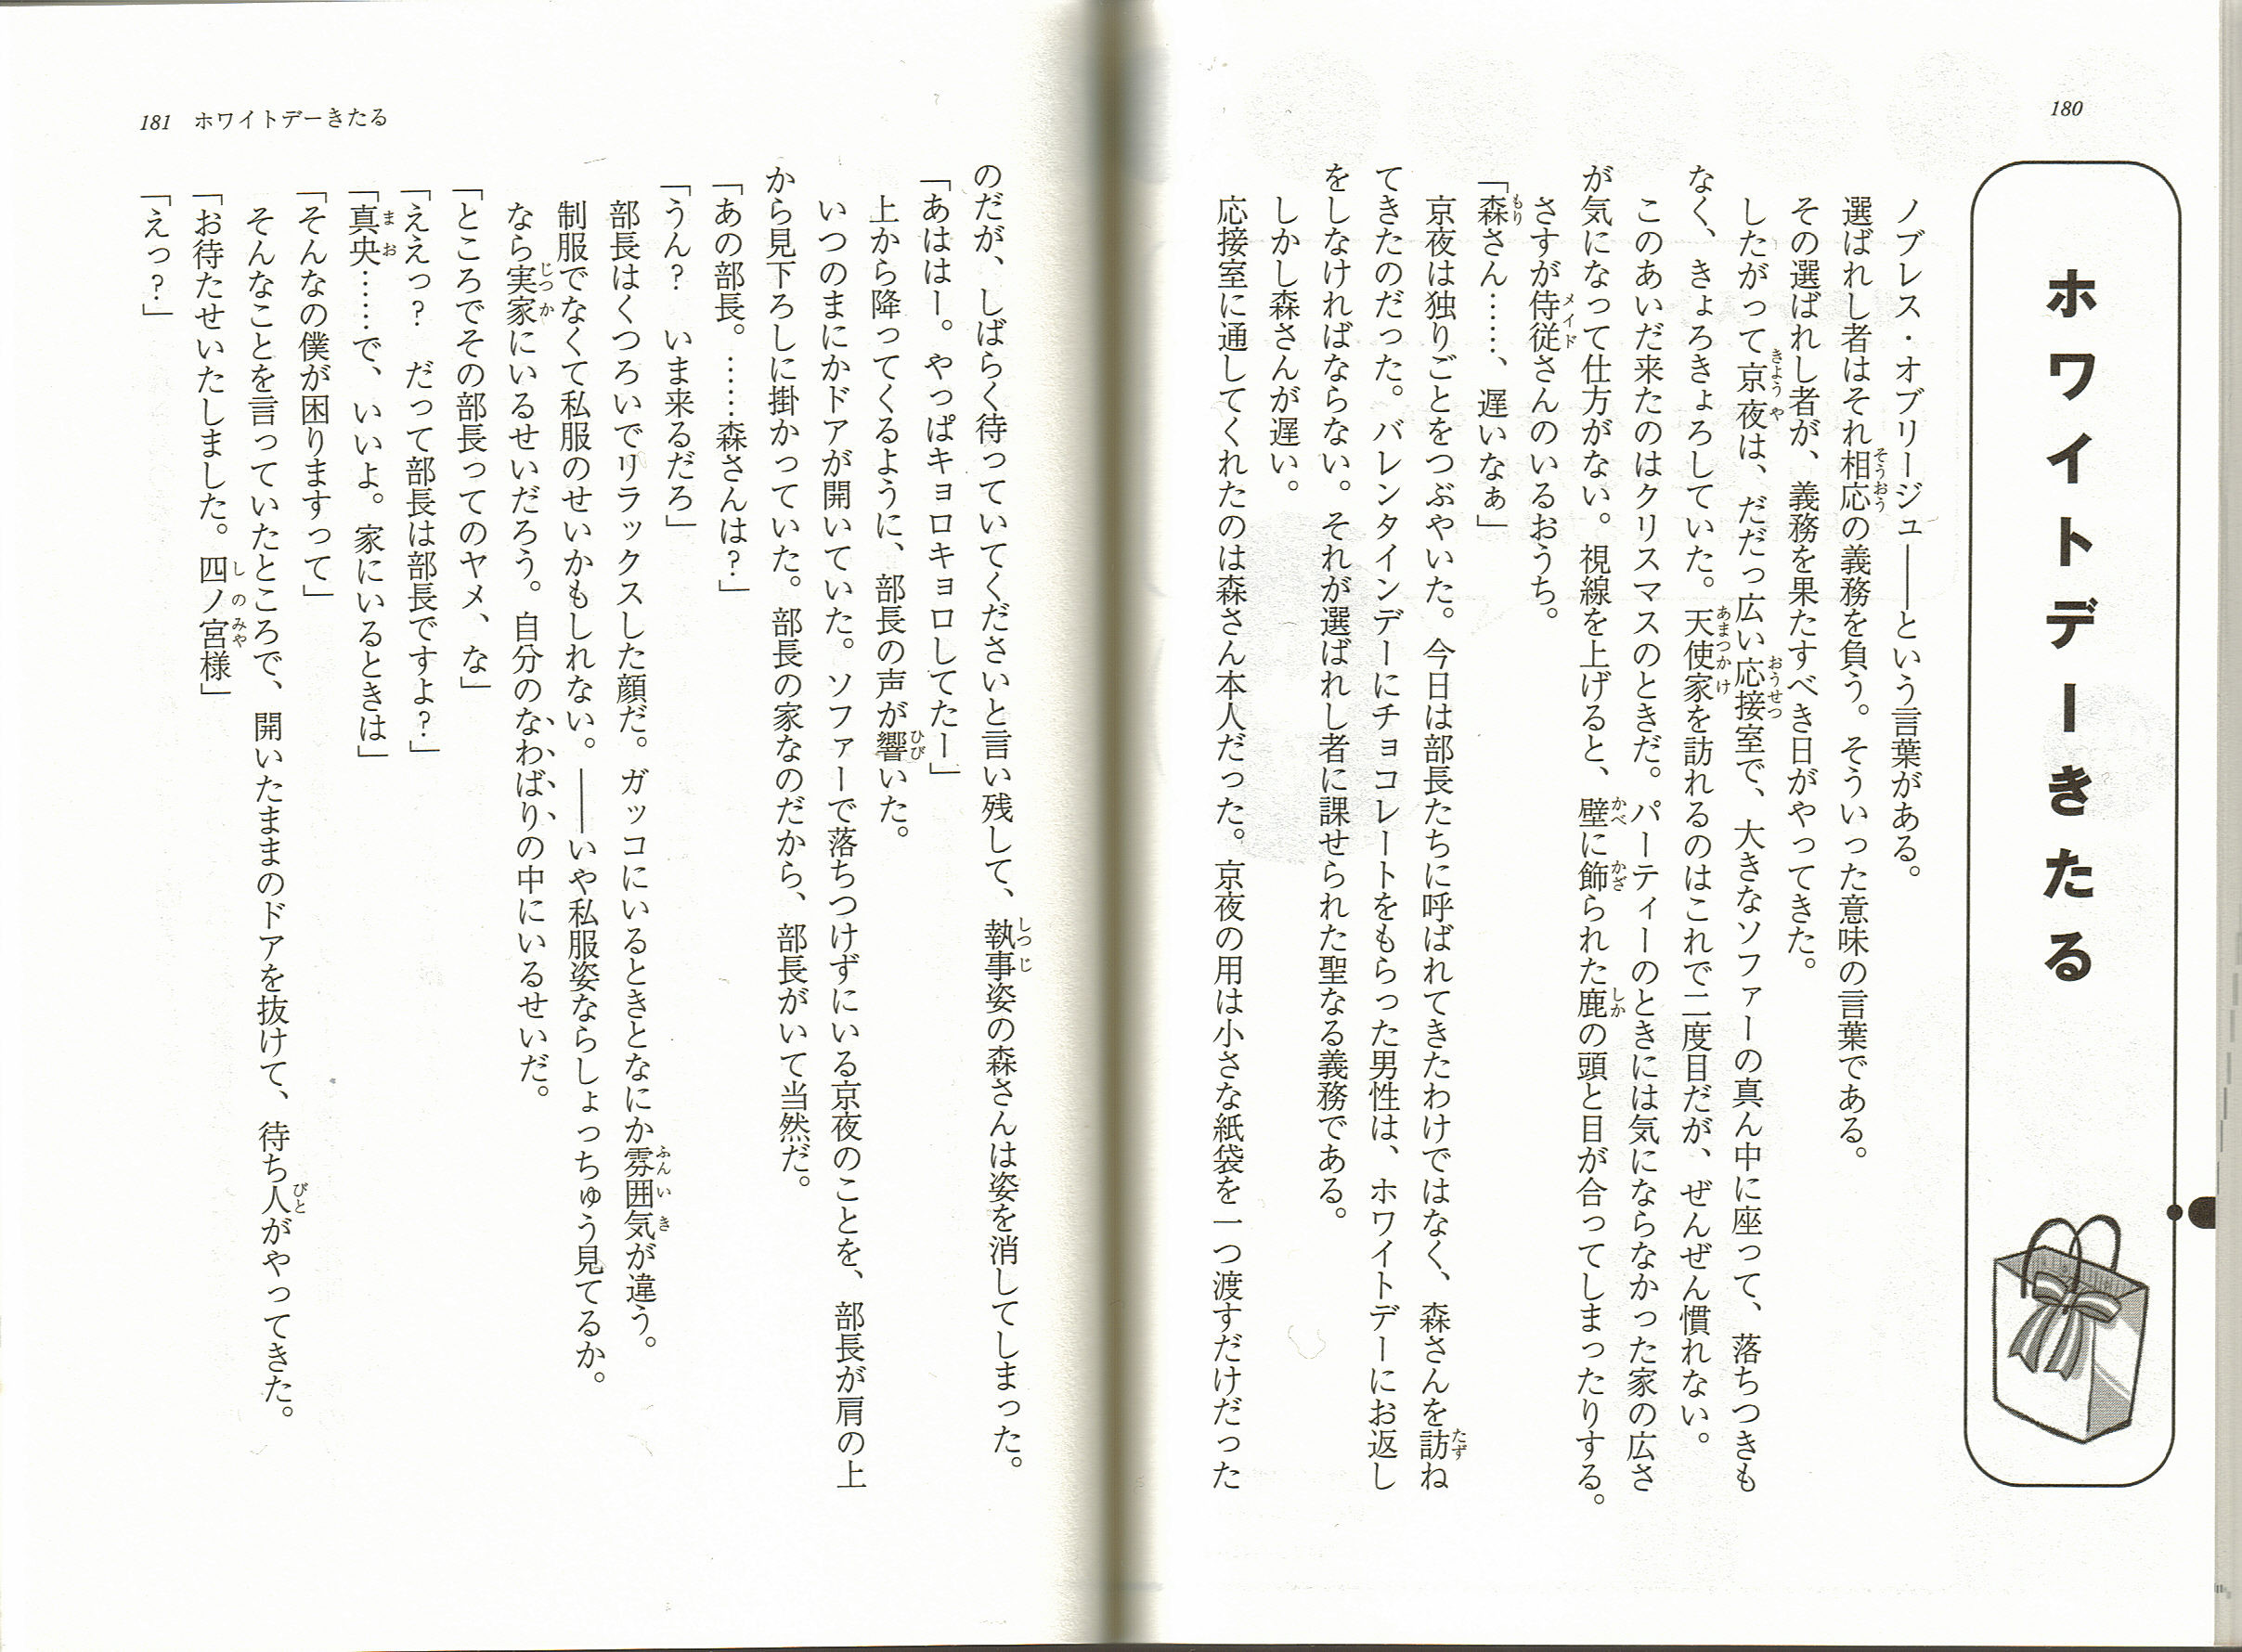 180
ホワイトデーきたる
ノブレス・オブリージュ――という言葉がある。
選ばれし者はそれ相応の義務を負う。そういった意味の言葉である。
その選ばれし者が、義務を果たすべき日がやってきた。
したがって京夜は、だだっ広い応接室で、大きなソファーの真ん中に座って、落ちつきも
なく、きょろきょろしていた。天使家を訪れるのはこれで二度目だが、ぜんぜん慣れない。
このあいだ来たのはクリスマスのときだ。パーティーのときには気にならなかった家の広さ
が気になって仕方がない。視線を上げると、壁に飾られた鹿の頭と目が合ってしまったりする。
さすが侍従さんのいるおうち。
「森さん……、遅いなぁ」
京夜は独りごとをつぶやいた。今日は部長たちに呼ばれてきたわけではなく、森さんを訪ね
てきたのだった。バレンタインデーにチョコレートをもらった男性は、ホワイトデーにお返し
をしなければならない。それが選ばれし者に課せられた聖なる義務である。
しかし森さんが遅い。
応接室に通してくれたのは森さん本人だった。京夜の用は小さな紙袋を一つ渡すだけだった
181 ホワイトデーきたる
のだが、しばらく待っていてくださいと言い残して、執事姿の森さんは姿を消してしまった。
「あははー。やっぱキョロキョロしてたー」
上から降ってくるように、部長の声が響いた。
いつのまにかドアが開いていた。ソファーで落ちつけずにいる京夜のことを、部長が肩の上
から見下ろしに掛かっていた。部長の家なのだから、部長がいて当然だ。
「あの部長。……森さんは?」
「うん? いま来るだろ」
部長はくつろいでリラックスした顔だ。ガッコにいるときとなにか雰囲気が違う。
制服でなくて私服のせいかもしれない。――いや私服姿ならしょっちゅう見てるか。
なら実家にいるせいだろう。自分のなわばりの中にいるせいだ。
「ところでその部長ってのヤメ、な」
「ええっ? だって部長は部長ですよ?」
「真央……で、いいよ。家にいるときは」
「そんなの僕が困りますって」
そんなことを言っていたところで、開いたままのドアを抜けて、待ち人がやってきた。
「お待たせいたしました。四ノ宮様」
「えっ?」